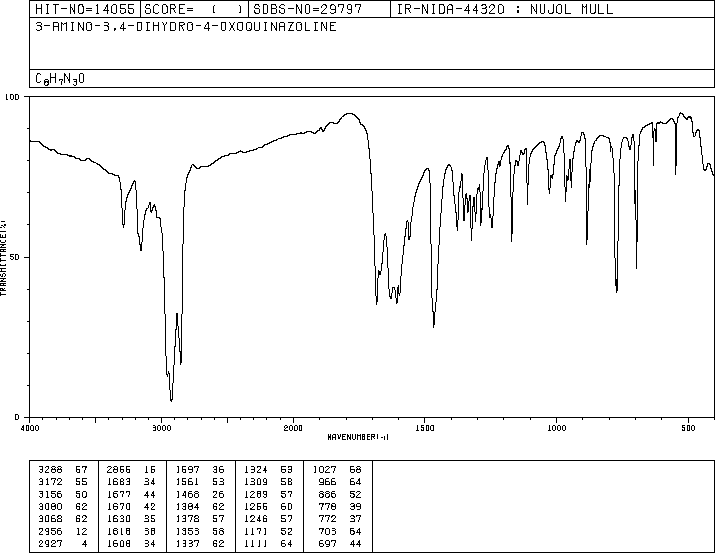 HIT-NO=14055 SCORE= ( ) SDBS-NO=29797 IR-NIDA-44320 : NUJOL MULL
3-AMINO-3,4-DIHYDRO-4-OXOQUINAZOLINE
C8H7N3O
100
50
0
TRANSMITTANCE(%)
4000 3000 2000 1500 1000 500
WAVENUMBER(-1)
3288 57 2855 16 1597 36 1324 53 1027 68
3172 55 1683 34 1561 53 1309 58 966 64
3156 50 1677 44 1468 26 1289 57 886 52
3080 62 1670 42 1384 62 1255 60 778 39
3068 62 1630 35 1378 57 1246 57 772 37
2956 12 1618 38 1353 58 1171 52 703 64
2927 4 1608 34 1337 62 1111 64 697 44